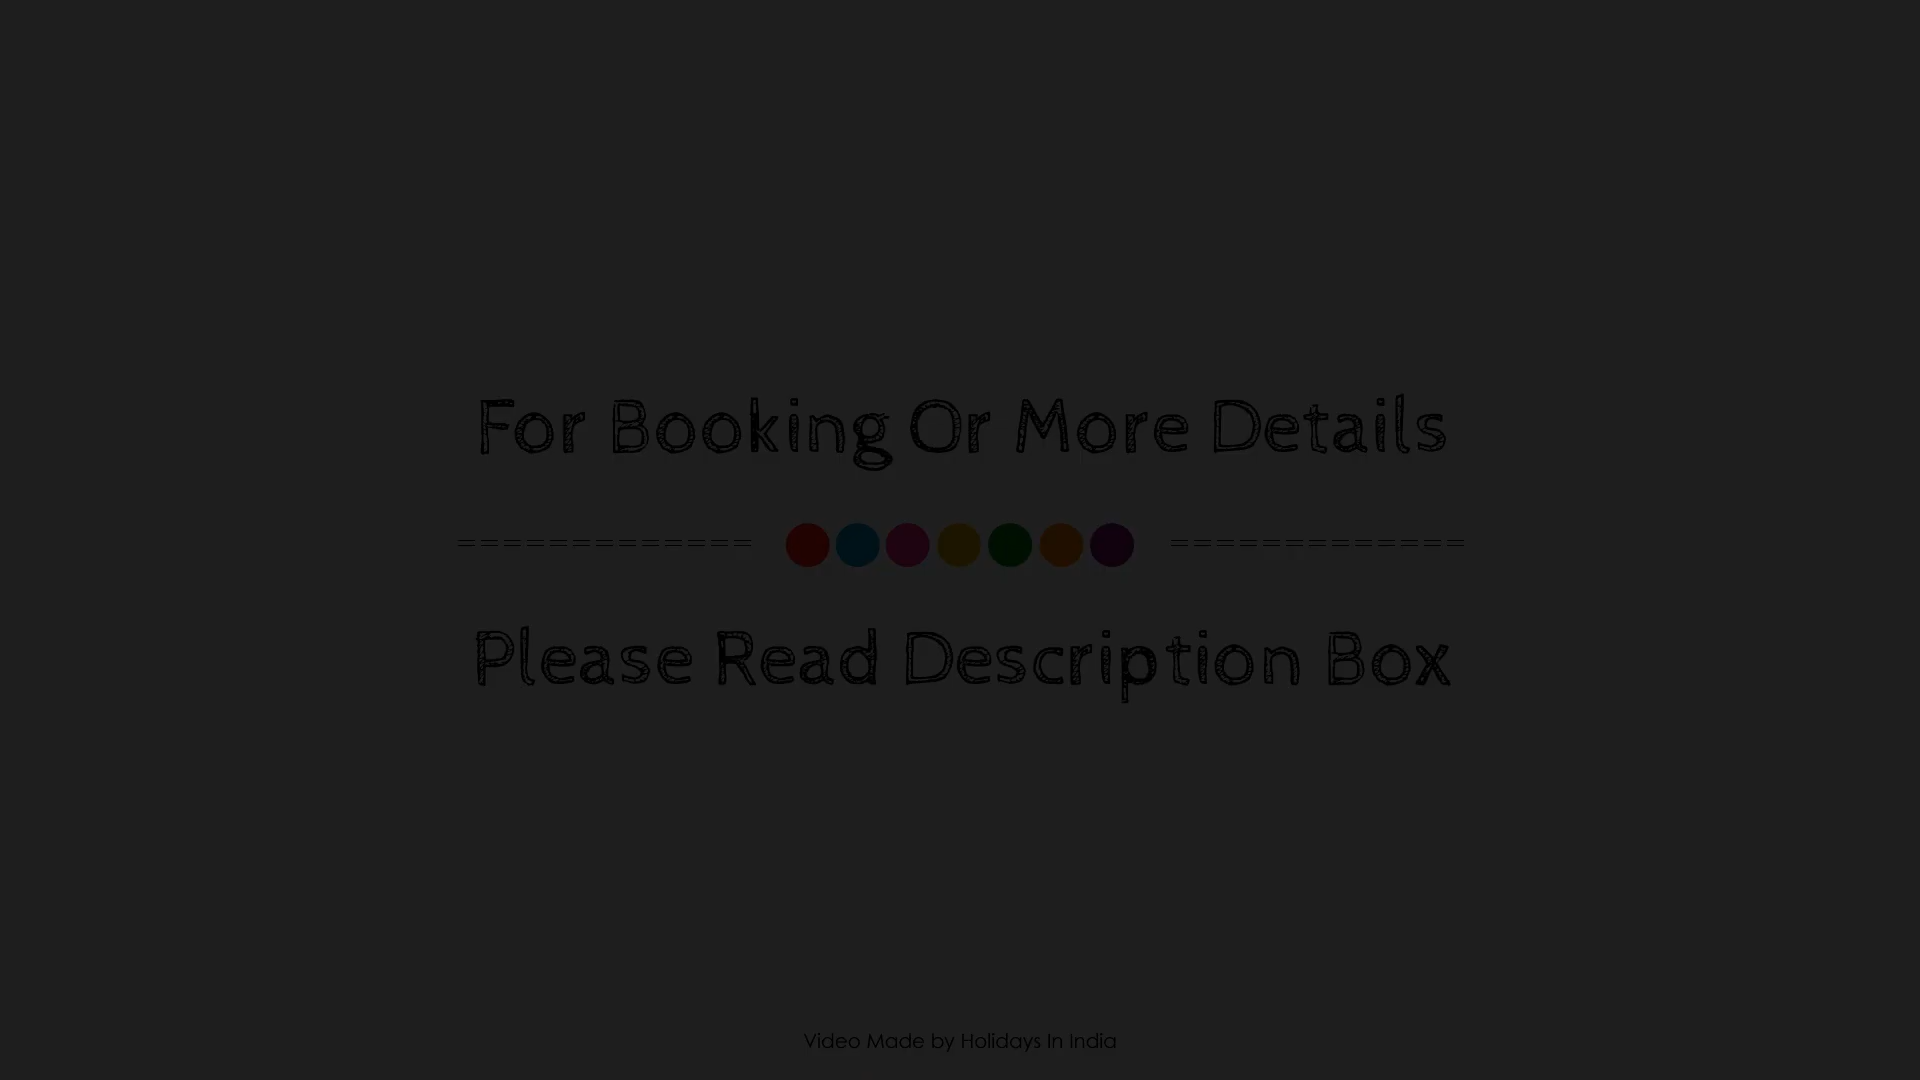 For Booking Or More Details
============= =============
Please Read Description Box
Video Made by Holidays In India